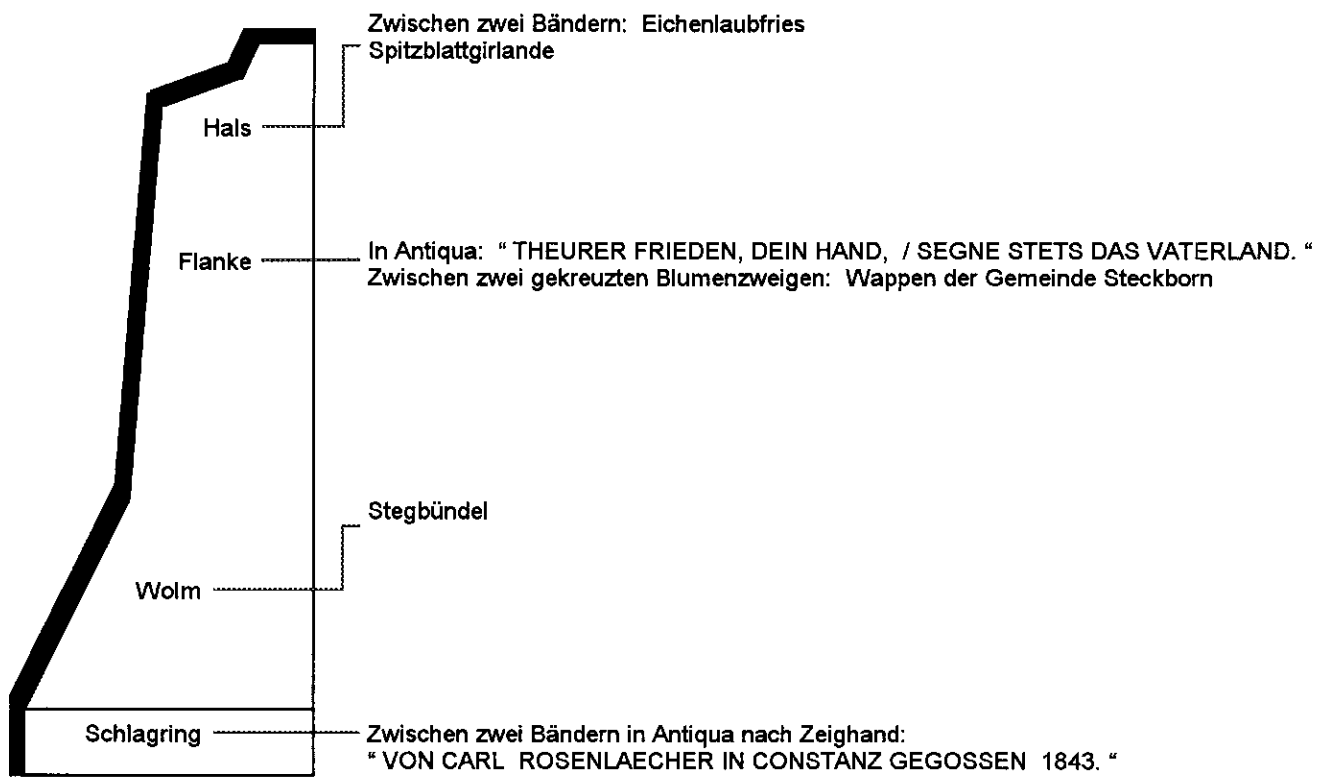 Zwischen zwei Bändern: Eichenlaubfries
Spitzblattgirlande
Hals
Flanke
In Antiqua: “ THEURER FRIEDEN, DEIN HAND, / SEGNE STETS DAS VATERLAND. “
Zwischen zwei gekreuzten Blumenzweigen: Wappen der Gemeinde Steckborn
Stegbündel
Wolm
Schlagring
Zwischen zwei Bändern in Antiqua nach Zeighand:
“ VON CARL ROSENLAECHER IN CONSTANZ GEGOSSEN 1843. “